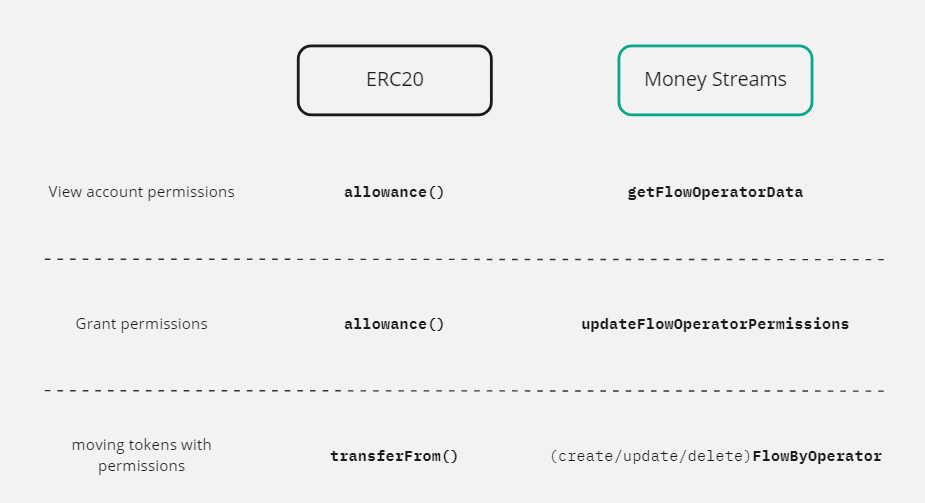 ERC20
Money Streams
View account permissions
allowance()
getFlowOperatorData
Grant permissions
allowance()
updateFlowOperatorPermissions
moving tokens with
permissions
transferFrom()
(create/update/delete)FlowByOperator